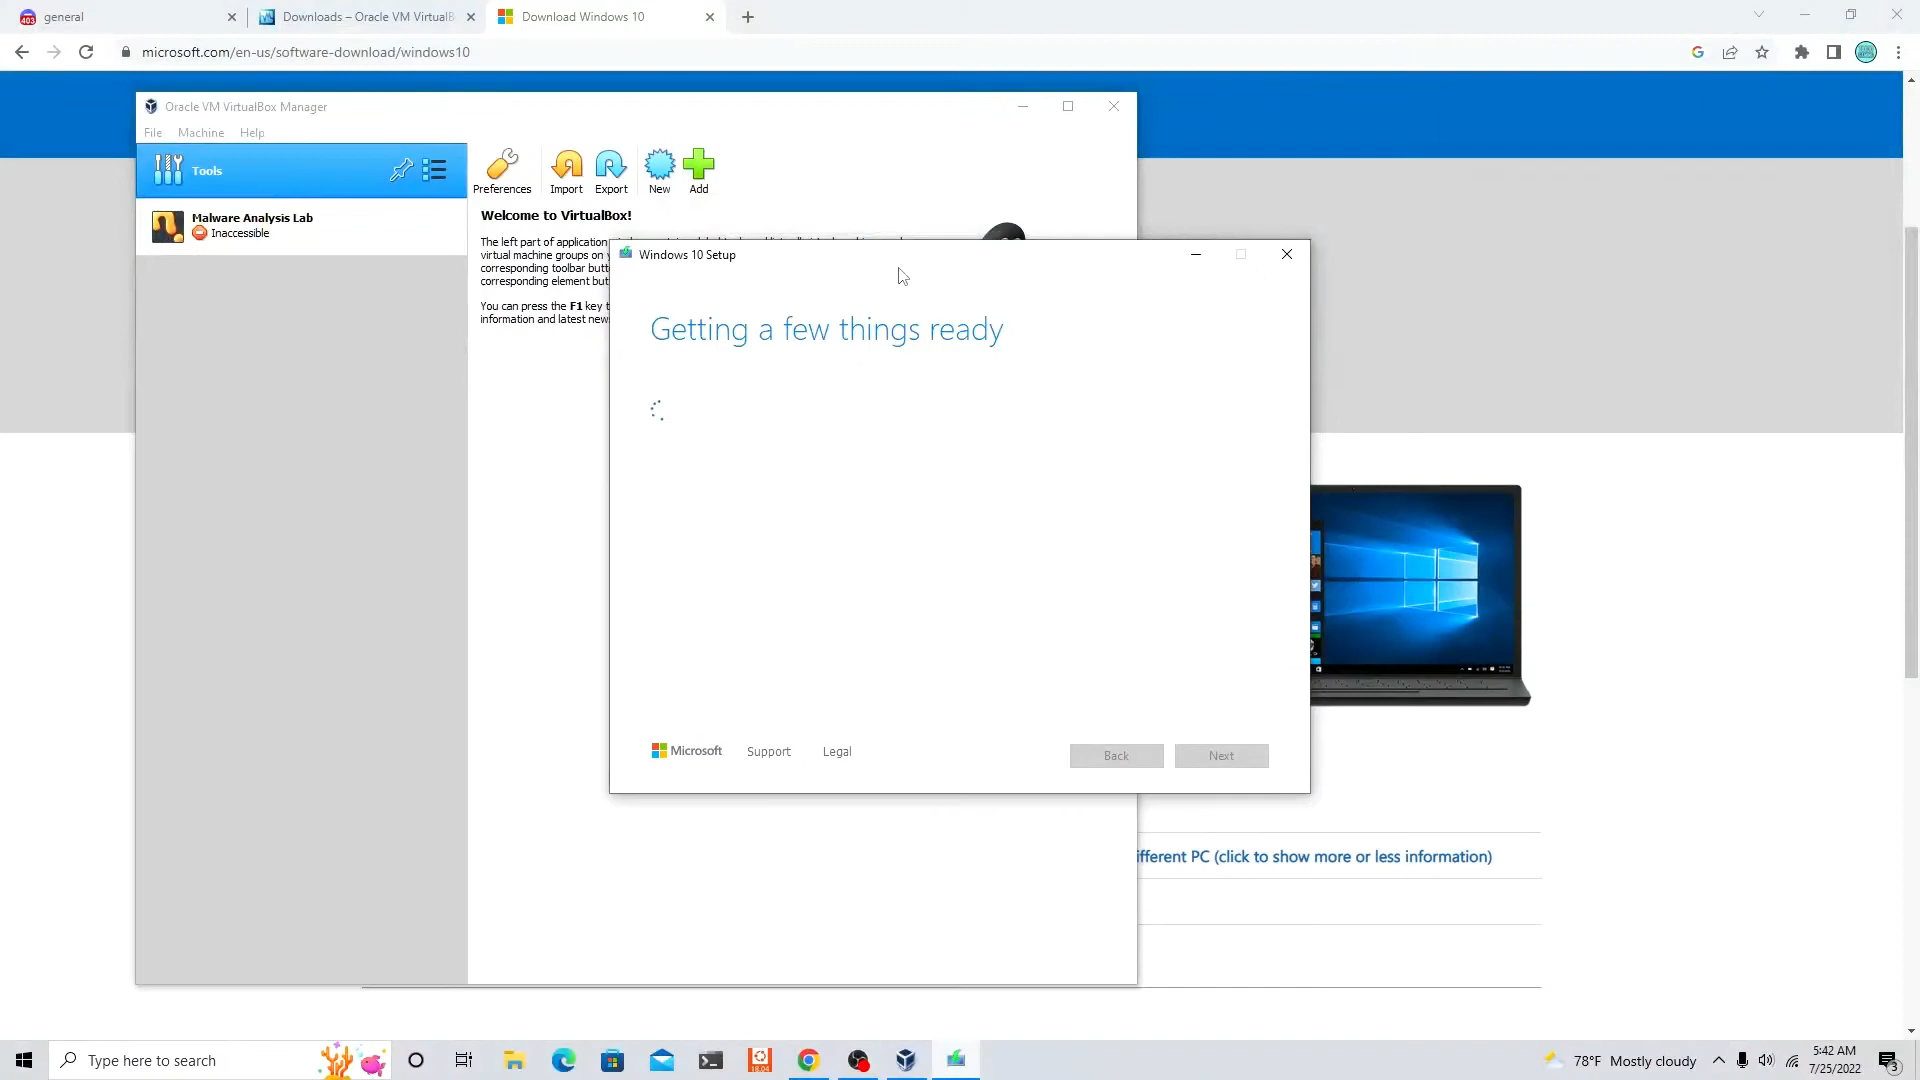 general
Downloads – Oracle VM VirtualB
Download Windows 10
microsoft.com/en-us/software-download/windows10
Oracle VM VirtualBox Manager
File Machine Help
Tools
Malware Analysis Lab
Inaccessible
Preferences Import Export New Add
Welcome to VirtualBox!
The left part of application
virtual machine groups on
corresponding toolbar butt
corresponding element but
You can press the F1 key
information and latest new
Windows 10 Setup
Getting a few things ready
Microsoft Support Legal
Back Next
ifferent PC (click to show more or less information)
Type here to search
18.04
78°F Mostly cloudy
5:42 AM
7/25/2022
3